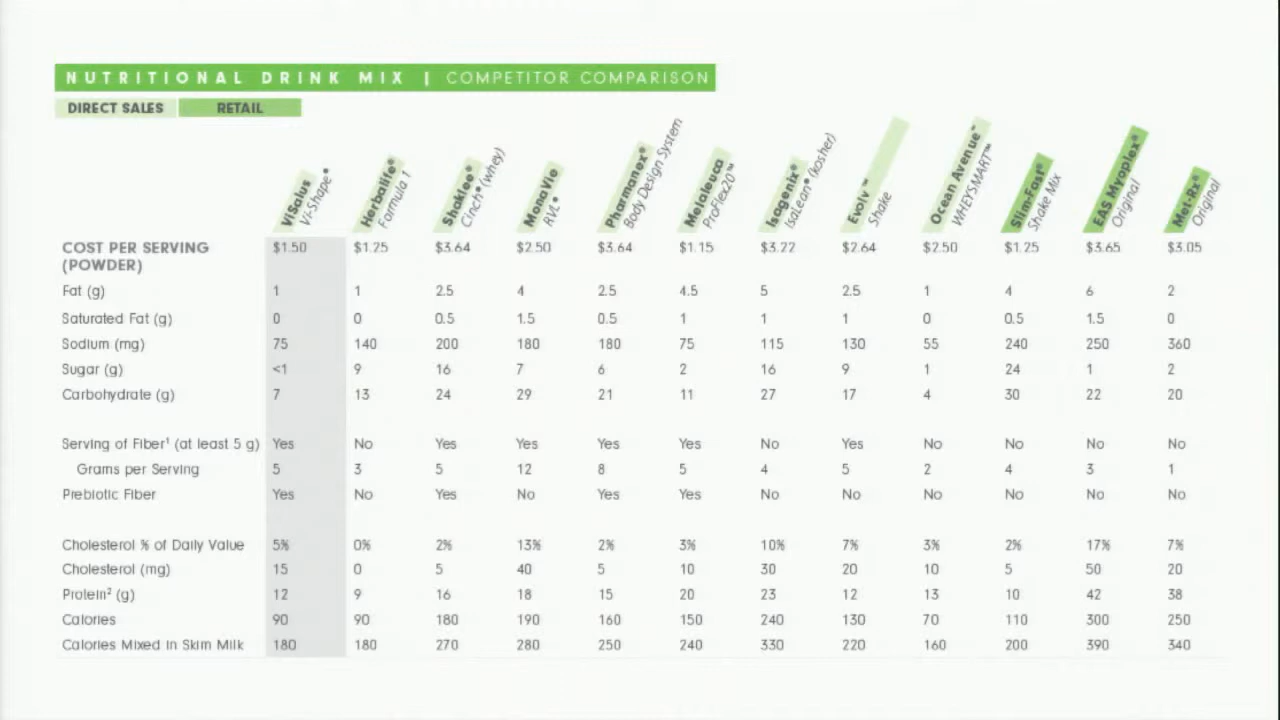 NUTRITIONAL DRINK MIX | COMPETITOR COMPARISON
DIRECT SALES RETAIL
ViSalus® Vi-Shape®
Herbalife® Formula 1
Shaklee® Cinch® (whey)
MonaVie RVL®
Pharmanex® Body Design System
Melaleuca ProFlex20™
Isagenix® IsaLean® (kosher)
Evolv™ Shake
Ocean Avenue™ WHEYSMART™
Slim-Fast® Shake Mix
EAS Myoplex® Original
Met-Rx® Original
COST PER SERVING (POWDER) $1.50 $1.25 $3.64 $2.50 $3.64 $1.15 $3.22 $2.64 $2.50 $1.25 $3.65 $3.05
Fat (g) 1 1 2.5 4 2.5 4.5 5 2.5 1 4 6 2
Saturated Fat (g) 0 0 0.5 1.5 0.5 1 1 1 0 0.5 1.5 0
Sodium (mg) 75 140 200 180 180 75 115 130 55 240 250 360
Sugar (g) <1 9 16 7 6 2 16 9 1 24 1 2
Carbohydrate (g) 7 13 24 29 21 11 27 17 4 30 22 20
Serving of Fiber¹ (at least 5 g) Yes No Yes Yes Yes Yes No Yes No No No No
Grams per Serving 5 3 5 12 8 5 4 5 2 4 3 1
Prebiotic Fiber Yes No Yes No Yes Yes No No No No No No
Cholesterol % of Daily Value 5% 0% 2% 13% 2% 3% 10% 7% 3% 2% 17% 7%
Cholesterol (mg) 15 0 5 40 5 10 30 20 10 5 50 20
Protein² (g) 12 9 16 18 15 20 23 12 13 10 42 38
Calories 90 90 180 190 160 150 240 130 70 110 300 250
Calories Mixed in Skim Milk 180 180 270 280 250 240 330 220 160 200 390 340